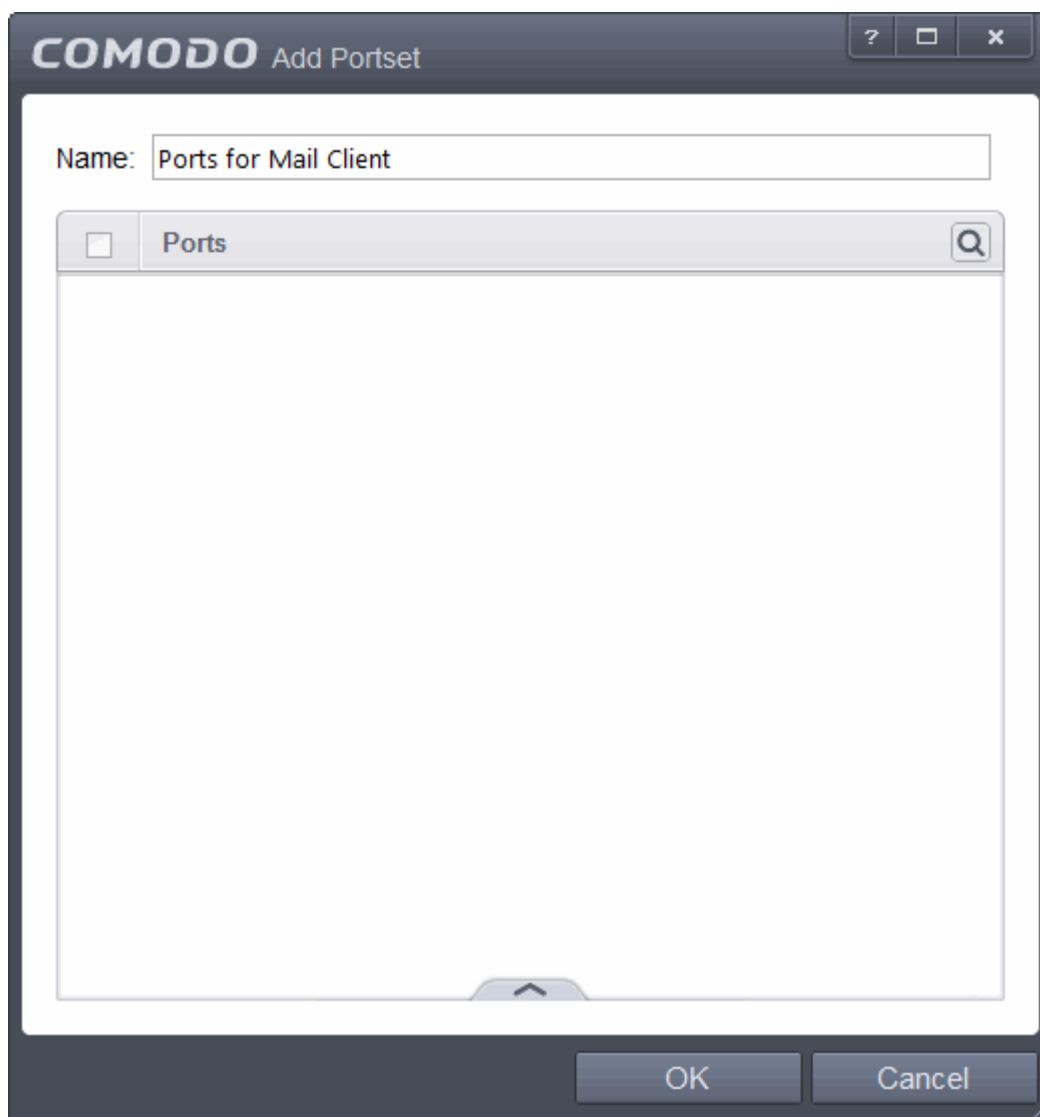 COMODO Add Portset
?
Name: Ports for Mail Client
Ports
OK Cancel